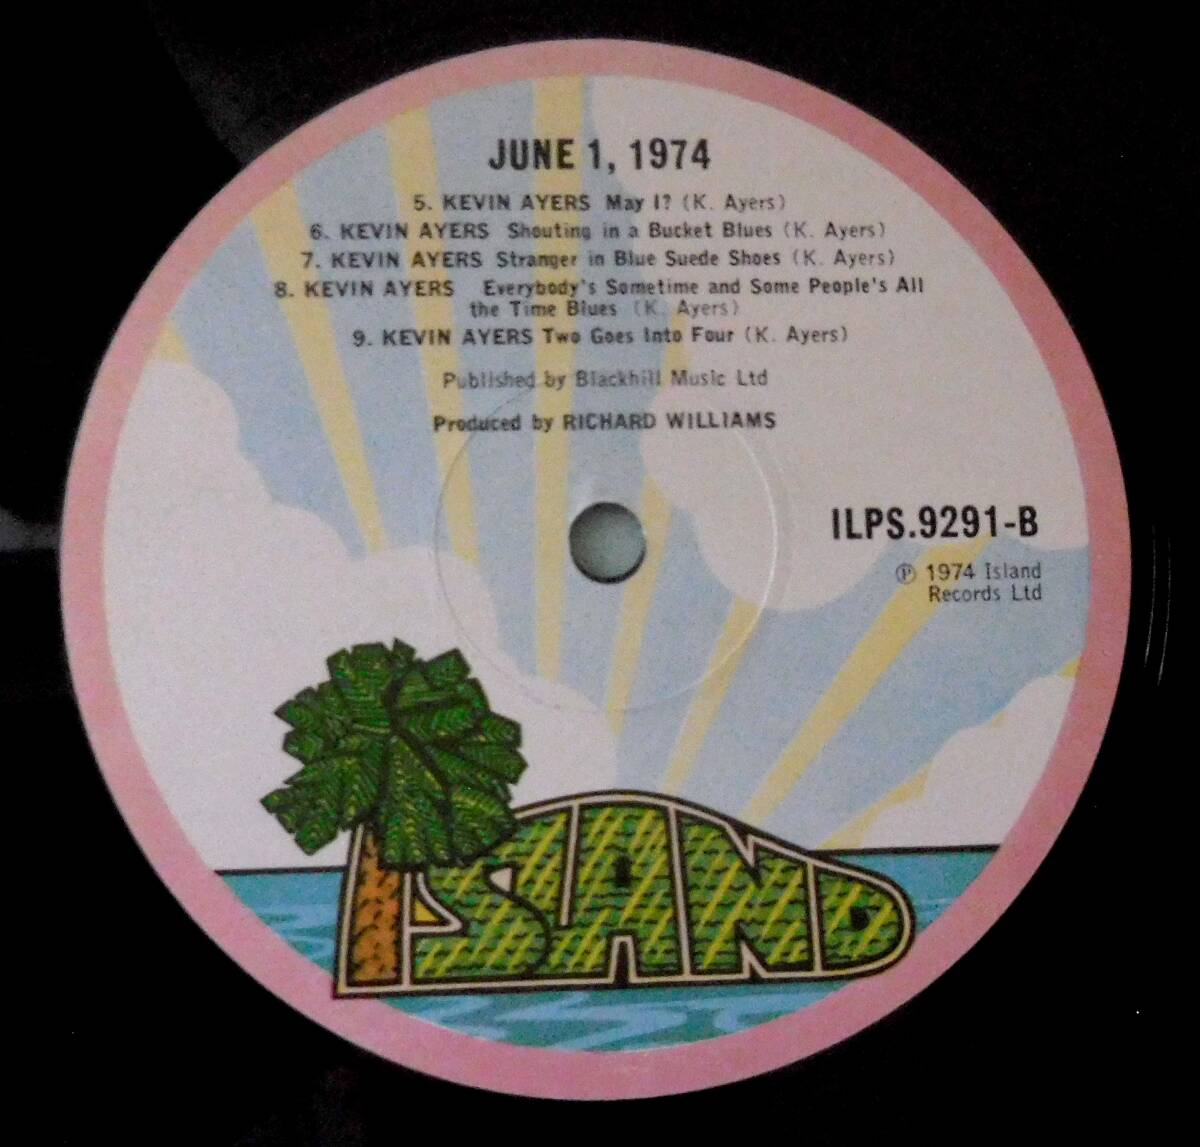 JUNE 1, 1974
5. KEVIN AYERS May I? (K. Ayers)
6. KEVIN AYERS Shouting in a Bucket Blues (K. Ayers)
7. KEVIN AYERS Stranger in Blue Suede Shoes (K. Ayers)
8. KEVIN AYERS Everybody's Sometime and Some People's All
the Time Blues (K. Ayers)
9. KEVIN AYERS Two Goes Into Four (K. Ayers)
Published by Blackhill Music Ltd
Produced by RICHARD WILLIAMS
ILPS.9291-B
℗ 1974 Island
Records Ltd
ISLAND